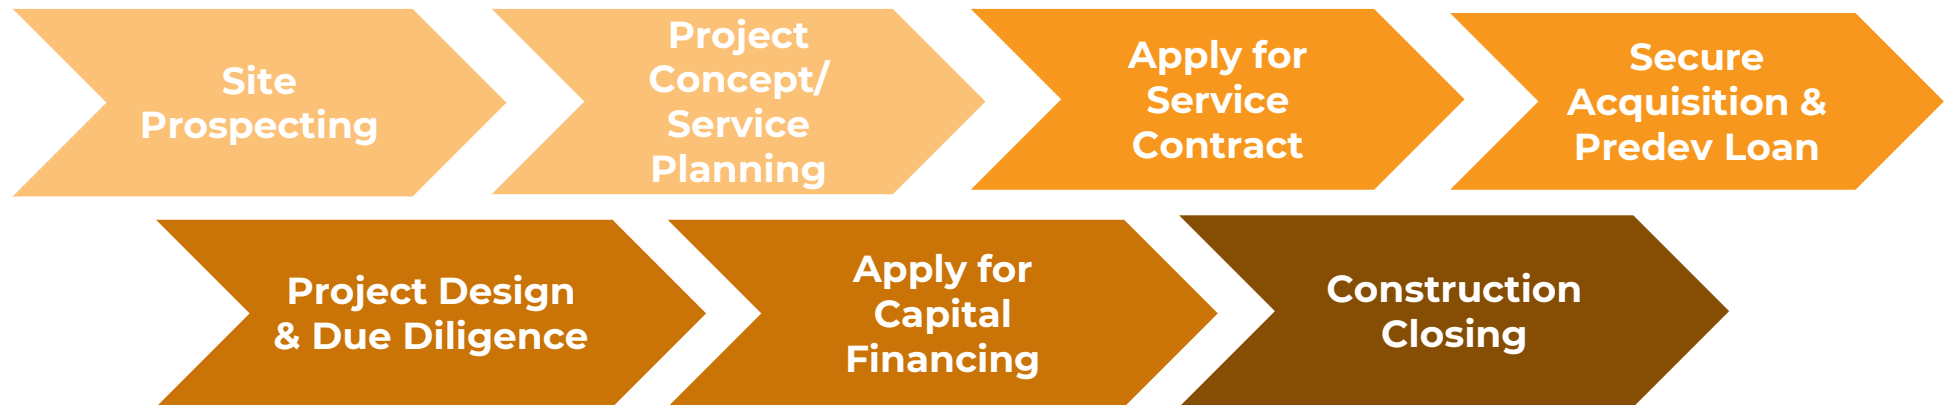 Site
Prospecting
Project
Concept/
Service
Planning
Apply for
Service
Contract
Secure
Acquisition &
Predev Loan
Project Design
& Due Diligence
Apply for
Capital
Financing
Construction
Closing